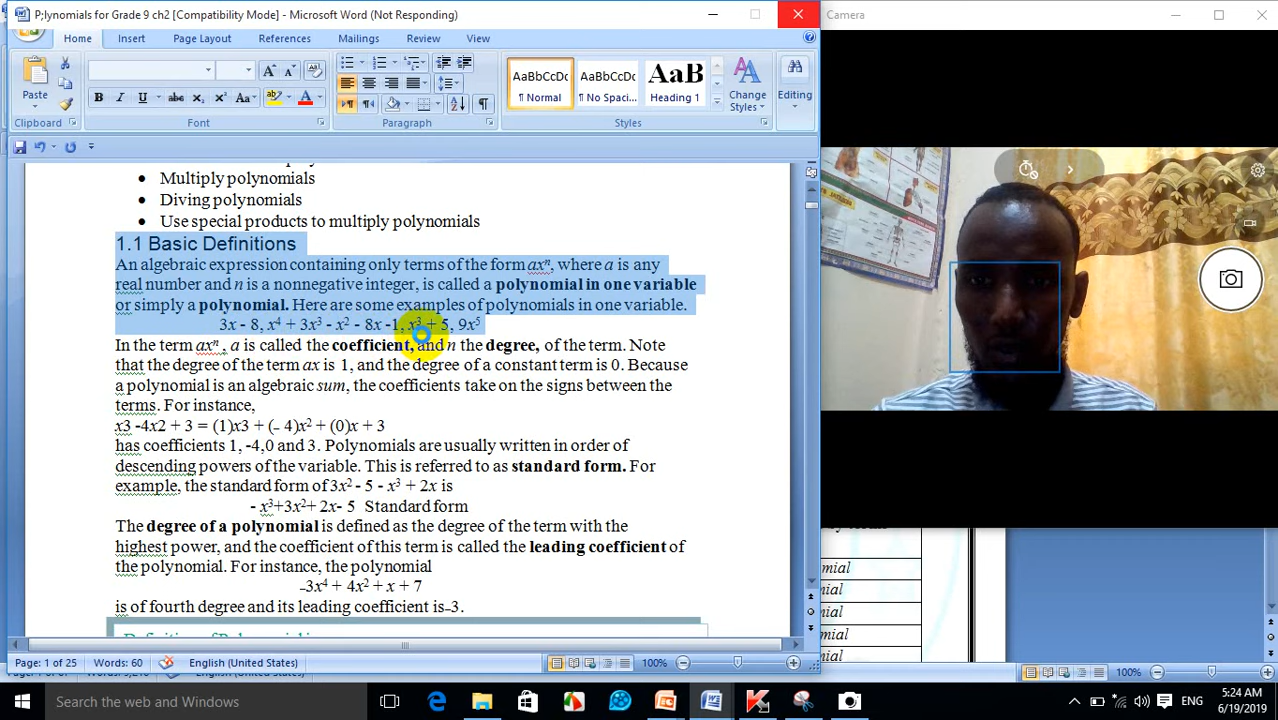 P;lynomials for Grade 9 ch2 [Compatibility Mode] - Microsoft Word (Not Responding)
Camera
Home Insert Page Layout References Mailings Review View
Paste
AaBbCcDc AaBbCcDc AaB
¶ Normal ¶ No Spaci... Heading 1
Change Styles
Editing
Clipboard Font Paragraph Styles
Multiply polynomials
Diving polynomials
Use special products to multiply polynomials
1.1 Basic Definitions
An algebraic expression containing only terms of the form axⁿ, where a is any
real number and n is a nonnegative integer, is called a polynomial in one variable
or simply a polynomial. Here are some examples of polynomials in one variable.
3x - 8, x⁴ + 3x³ - x² - 8x -1, x³ + 5, 9x⁵
In the term axⁿ , a is called the coefficient, and n the degree, of the term. Note
that the degree of the term ax is 1, and the degree of a constant term is 0. Because
a polynomial is an algebraic sum, the coefficients take on the signs between the
terms. For instance,
x3 -4x2 + 3 = (1)x3 + (– 4)x² + (0)x + 3
has coefficients 1, -4,0 and 3. Polynomials are usually written in order of
descending powers of the variable. This is referred to as standard form. For
example, the standard form of 3x² - 5 - x³ + 2x is
- x³+3x²+ 2x- 5 Standard form
The degree of a polynomial is defined as the degree of the term with the
highest power, and the coefficient of this term is called the leading coefficient of
the polynomial. For instance, the polynomial
–3x⁴ + 4x² + x + 7
is of fourth degree and its leading coefficient is–3.
mial
mial
mial
mial
mial
Page: 1 of 25 Words: 60 English (United States) 100%
100%
Search the Web and Windows
ENG
5:24 AM
6/19/2019